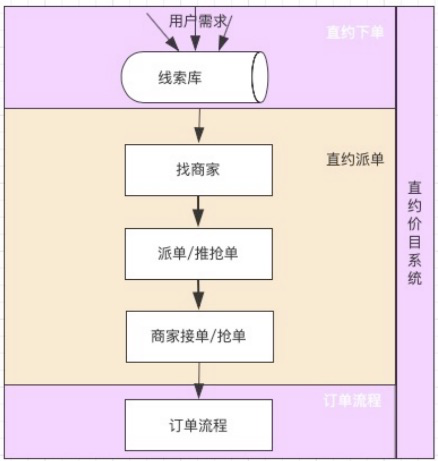 用户需求
直约下单
线索库
直约派单
找商家
派单/推抢单
商家接单/抢单
订单流程
订单流程
直约价目系统